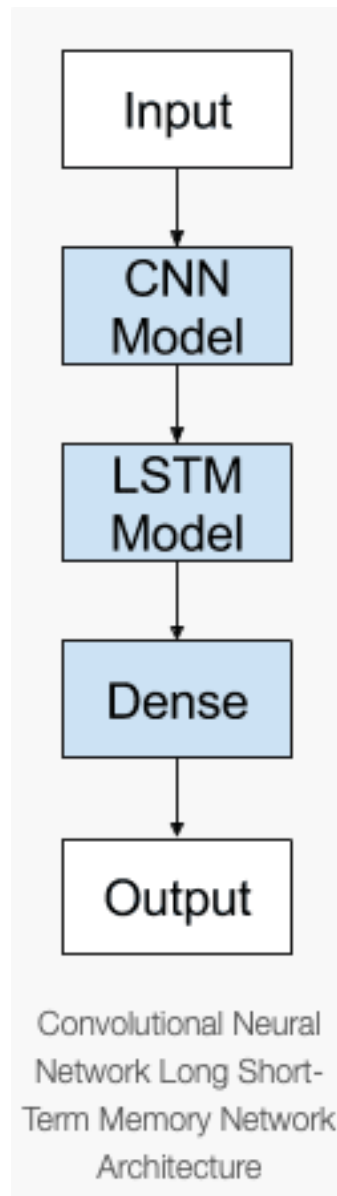 Input
CNN
Model
LSTM
Model
Dense
Output
Convolutional Neural
Network Long Short-
Term Memory Network
Architecture